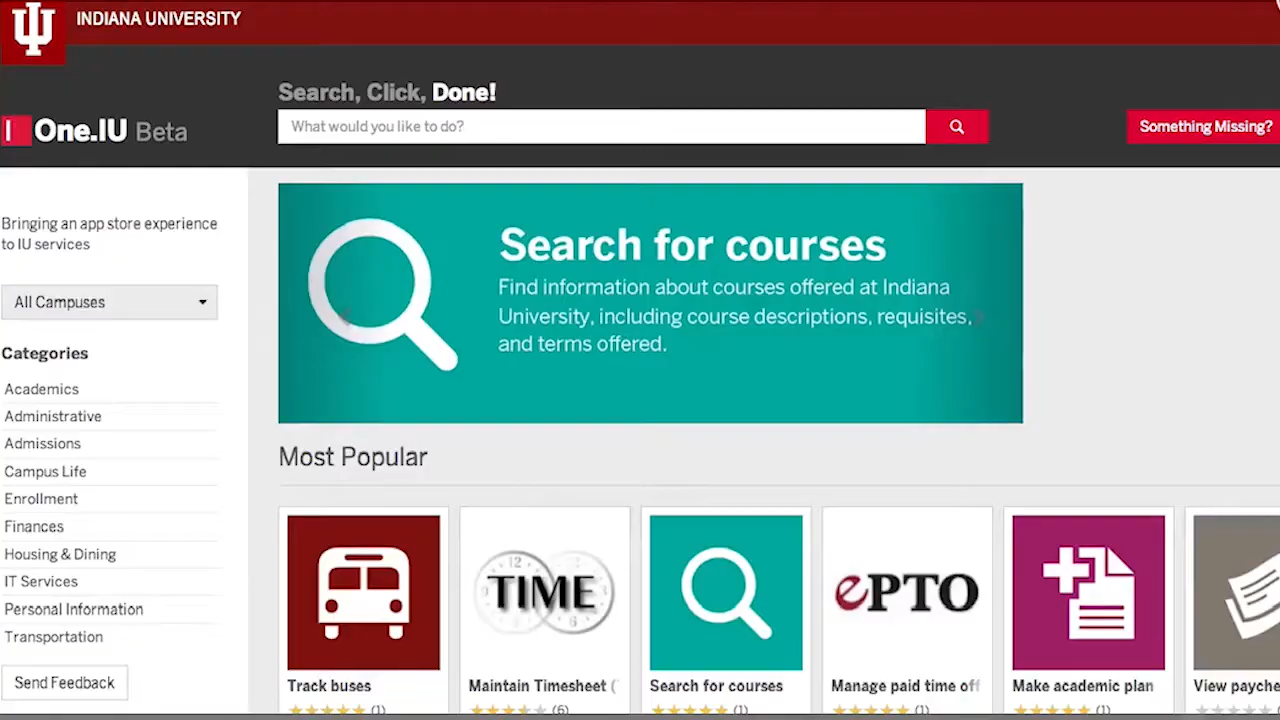 INDIANA UNIVERSITY
Search, Click, Done!
What would you like to do?
Something Missing?
One.IU Beta
Bringing an app store experience
to IU services
All Campuses
Categories
Academics
Administrative
Admissions
Campus Life
Enrollment
Finances
Housing & Dining
IT Services
Personal Information
Transportation
Send Feedback
Search for courses
Find information about courses offered at Indiana
University, including course descriptions, requisites,
and terms offered.
Most Popular
TIME
ePTO
Track buses
Maintain Timesheet (
Search for courses
Manage paid time off
Make academic plan
View payche
(1)
(6)
(1)
(1)
(1)